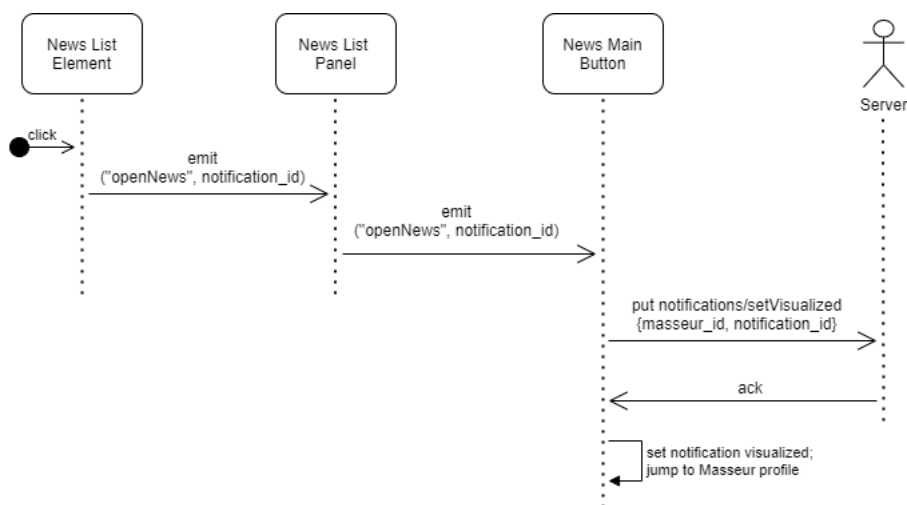 News List
Element
News List
Panel
News Main
Button
Server
click
emit
("openNews", notification_id)
emit
("openNews", notification_id)
put notifications/setVisualized
{masseur_id, notification_id}
ack
set notification visualized;
jump to Masseur profile